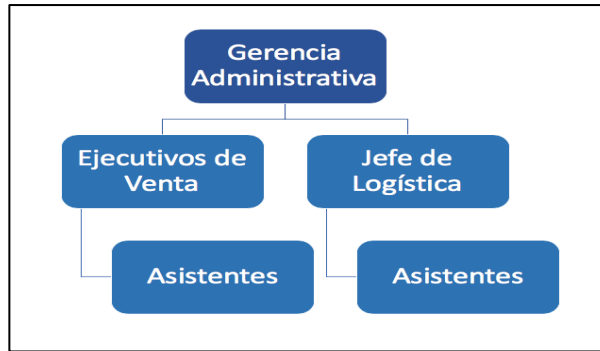 Gerencia
Administrativa
Ejecutivos de
Venta
Jefe de
Logística
Asistentes
Asistentes